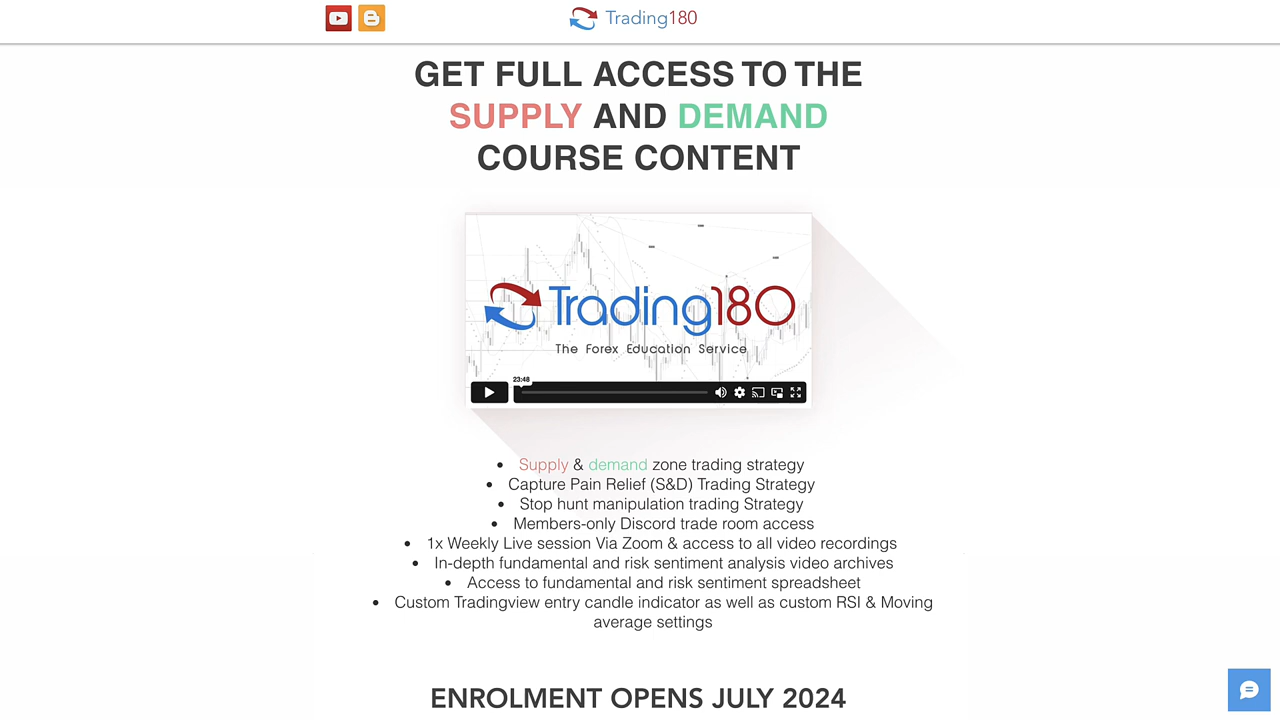 Trading180
GET FULL ACCESS TO THE
SUPPLY AND DEMAND
COURSE CONTENT
Trading180
The Forex Education Service
23:48
• Supply & demand zone trading strategy
• Capture Pain Relief (S&D) Trading Strategy
• Stop hunt manipulation trading Strategy
• Members-only Discord trade room access
• 1x Weekly Live session Via Zoom & access to all video recordings
• In-depth fundamental and risk sentiment analysis video archives
• Access to fundamental and risk sentiment spreadsheet
• Custom Tradingview entry candle indicator as well as custom RSI & Moving
average settings
ENROLMENT OPENS JULY 2024